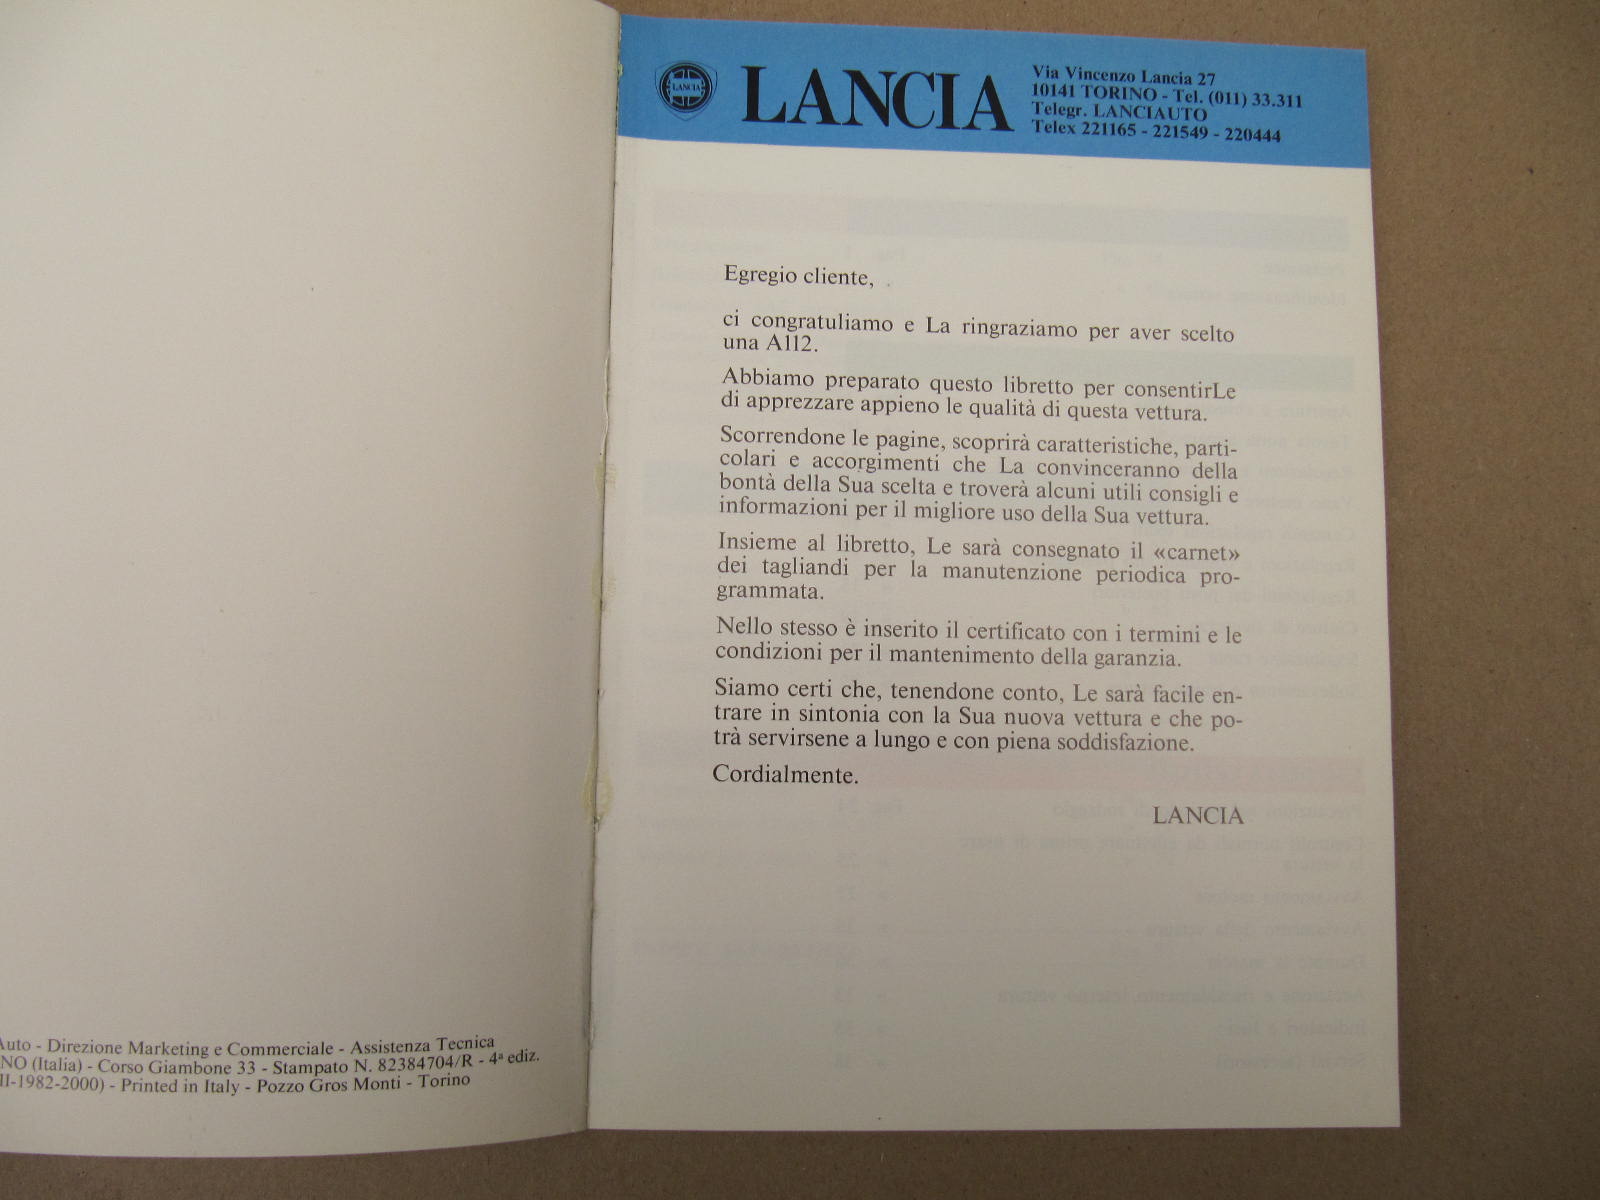 Auto - Direzione Marketing e Commerciale - Assistenza Tecnica
NO (Italia) - Corso Giambone 33 - Stampato N. 82384704/R - 4ª ediz.
II-1982-2000) - Printed in Italy - Pozzo Gros Monti - Torino
LANCIA
LANCIA
Via Vincenzo Lancia 27
10141 TORINO - Tel. (011) 33.311
Telegr. LANCIAUTO
Telex 221165 - 221549 - 220444
Egregio cliente,
ci congratuliamo e La ringraziamo per aver scelto
una A112.
Abbiamo preparato questo libretto per consentirLe
di apprezzare appieno le qualità di questa vettura.
Scorrendone le pagine, scoprirà caratteristiche, parti-
colari e accorgimenti che La convinceranno della
bontà della Sua scelta e troverà alcuni utili consigli e
informazioni per il migliore uso della Sua vettura.
Insieme al libretto, Le sarà consegnato il «carnet»
dei tagliandi per la manutenzione periodica pro-
grammata.
Nello stesso è inserito il certificato con i termini e le
condizioni per il mantenimento della garanzia.
Siamo certi che, tenendone conto, Le sarà facile en-
trare in sintonia con la Sua nuova vettura e che po-
trà servirsene a lungo e con piena soddisfazione.
Cordialmente.
LANCIA